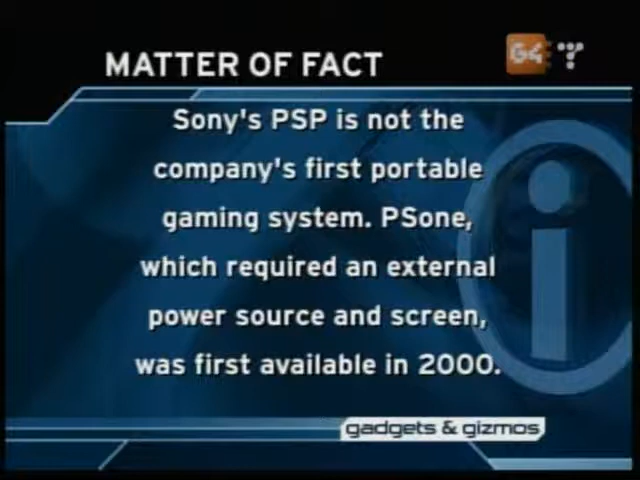 MATTER OF FACT
G4
Sony's PSP is not the
company's first portable
gaming system. PSone,
which required an external
power source and screen,
was first available in 2000.
gadgets & gizmos